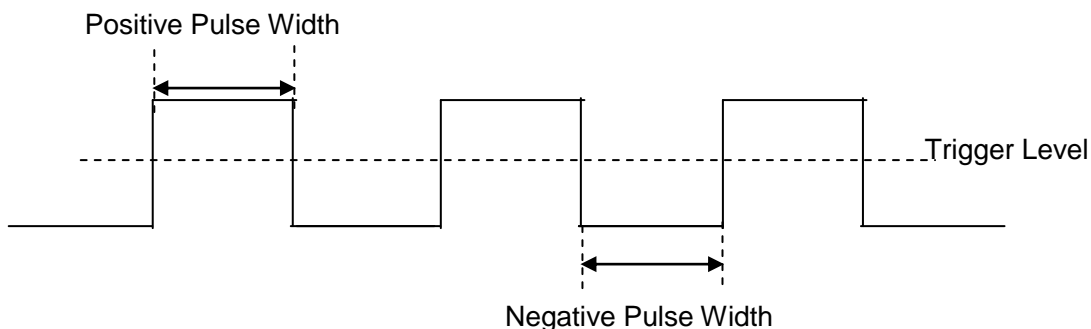 Positive Pulse Width
Trigger Level
Negative Pulse Width